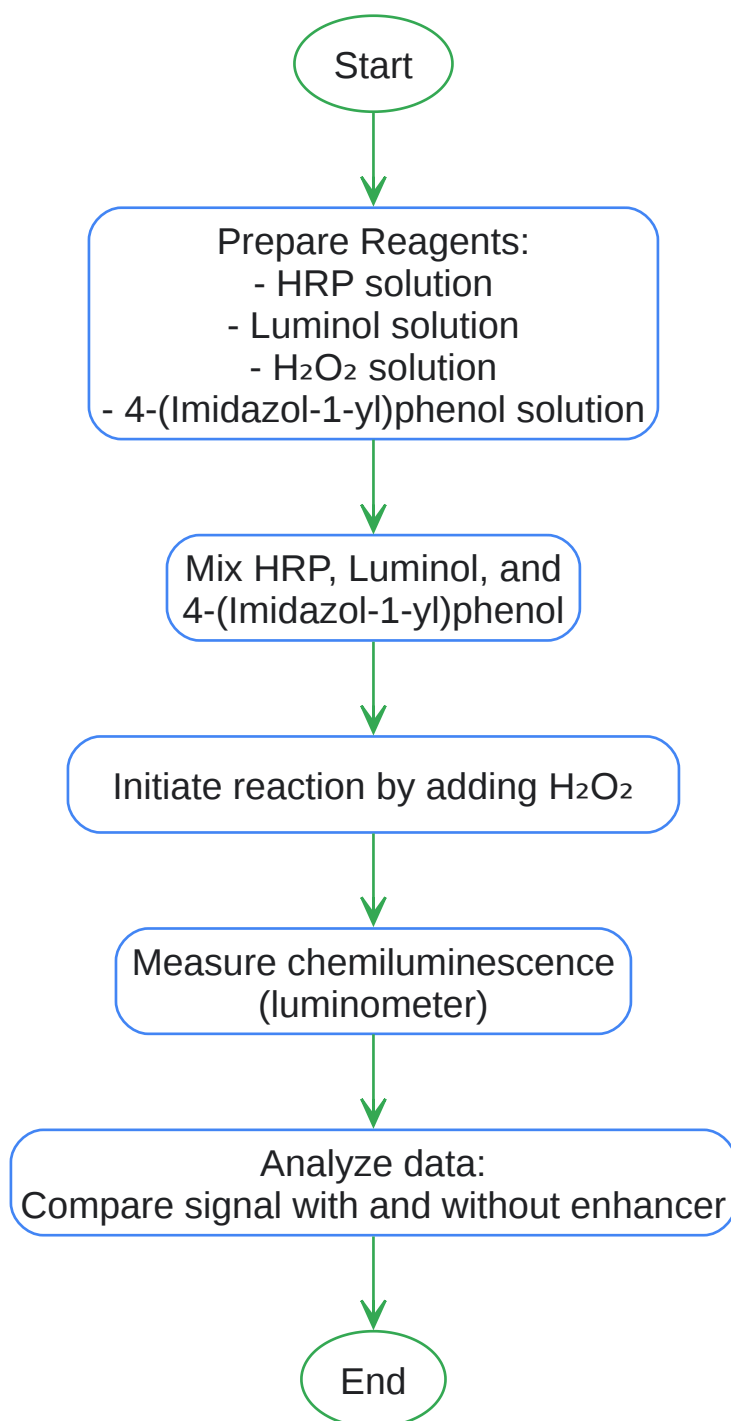 Start
Prepare Reagents:
- HRP solution
- Luminol solution
- H₂O₂ solution
- 4-(Imidazol-1-yl)phenol solution
Mix HRP, Luminol, and
4-(Imidazol-1-yl)phenol
Initiate reaction by adding H₂O₂
Measure chemiluminescence
(luminometer)
Analyze data:
Compare signal with and without enhancer
End